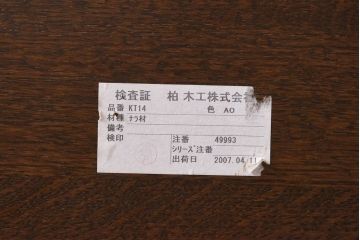 検査証 柏木工株式会社
品番 KT14 色 AO
材種 ナラ材
備考
検印 注番 49993
シリーズ注番
出荷日 2007.04.11